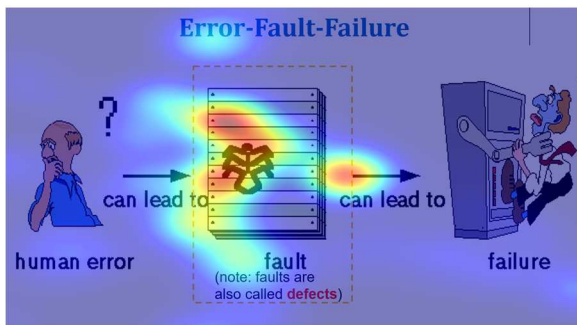 Error-Fault-Failure
?
can lead to
can lead to
human error
fault
failure
(note: faults are
also called defects)